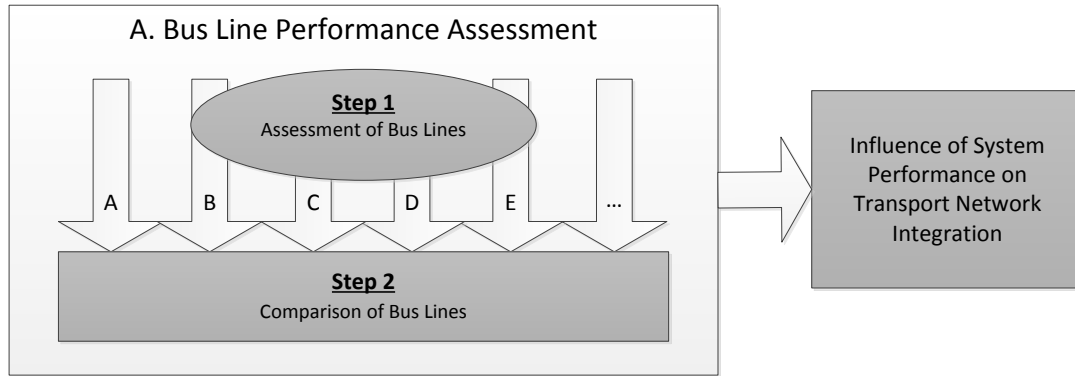 A. Bus Line Performance Assessment
Step 1
Assessment of Bus Lines
A B C D E ...
Step 2
Comparison of Bus Lines
Influence of System
Performance on
Transport Network
Integration